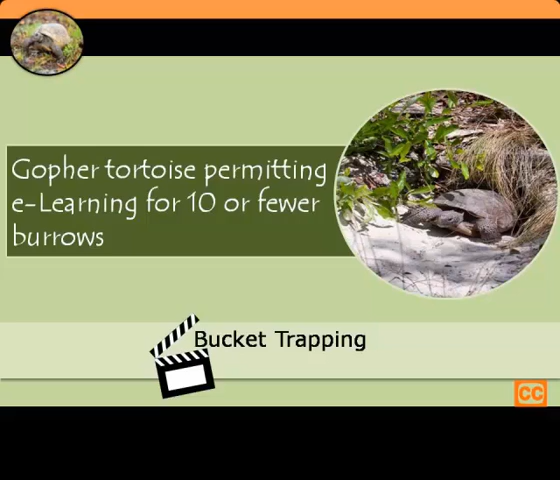 Gopher tortoise permitting
e-Learning for 10 or fewer
burrows
Bucket Trapping
CC